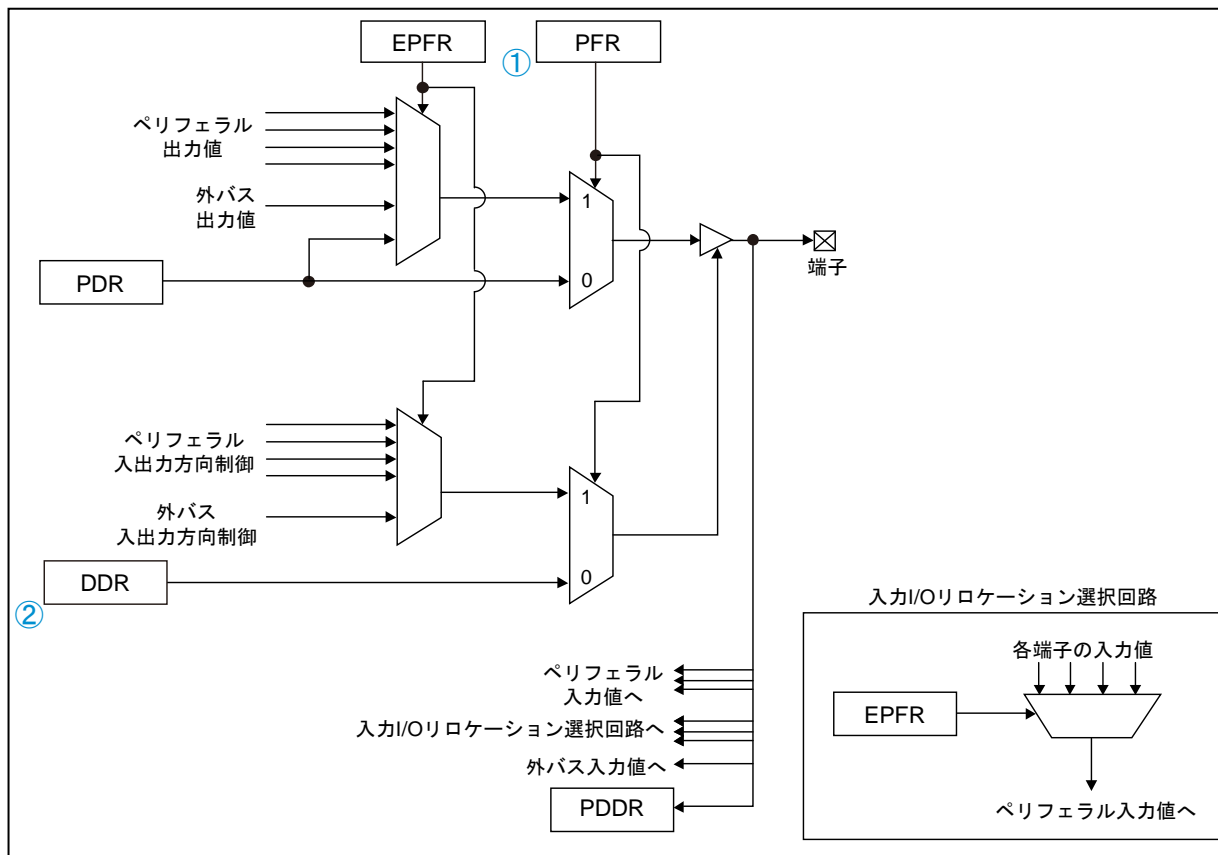 EPFR
①
PFR
ペリフェラル
出力値
外バス
出力値
1
0
PDR
端子
ペリフェラル
入出力方向制御
外バス
入出力方向制御
1
0
DDR
②
入力I/Oリロケーション選択回路
各端子の入力値
EPFR
ペリフェラル入力値へ
ペリフェラル
入力値へ
入力I/Oリロケーション選択回路へ
外バス入力値へ
PDDR